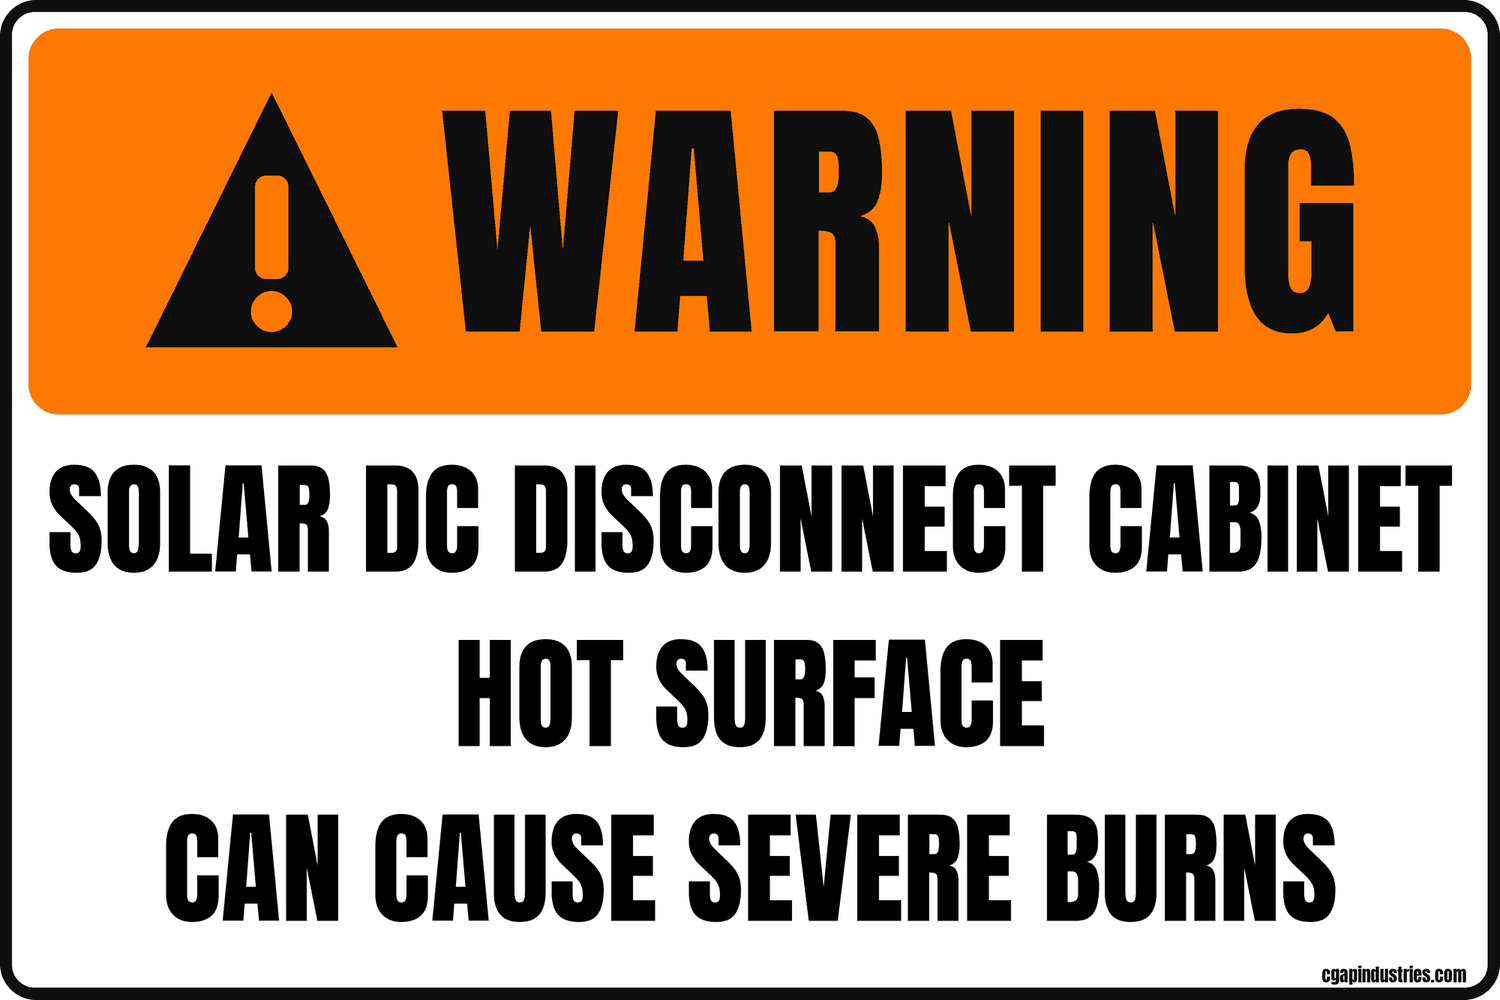 WARNING
SOLAR DC DISCONNECT CABINET
HOT SURFACE
CAN CAUSE SEVERE BURNS
cgapindustries.com